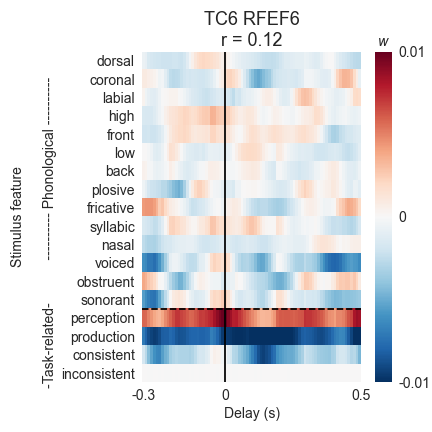 TC6 RFEF6
r = 0.12
w
Stimulus feature
---------- Phonological ----------
-Task-related-
dorsal
coronal
labial
high
front
low
back
plosive
fricative
syllabic
nasal
voiced
obstruent
sonorant
perception
production
consistent
inconsistent
0.01
0
-0.01
-0.3
0
0.5
Delay (s)